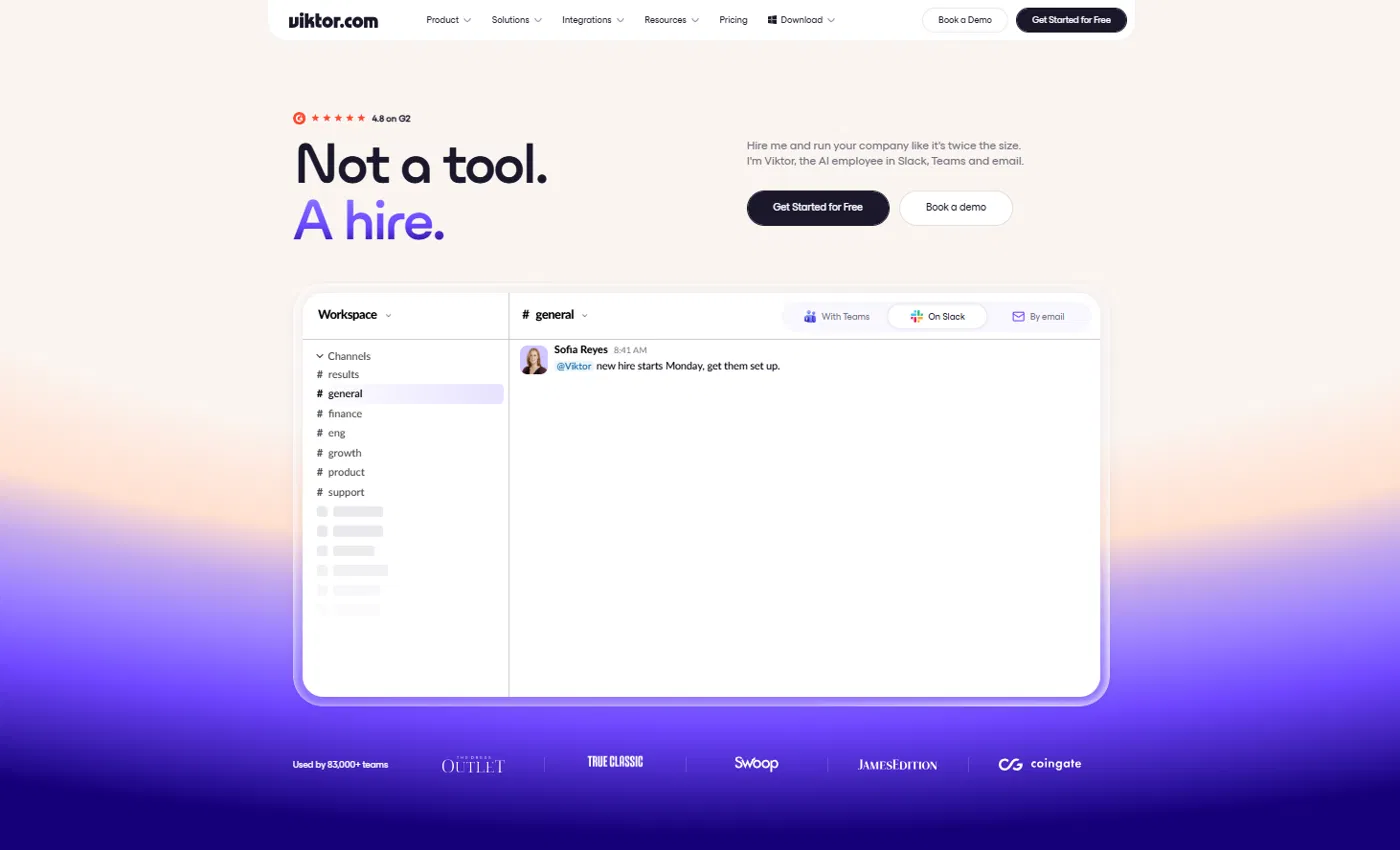 viktor.com
Product
Solutions
Integrations
Resources
Pricing
Download
Book a Demo
Get Started for Free
4.8 on G2
Not a tool.
A hire.
Hire me and run your company like it's twice the size.
I'm Viktor, the AI employee in Slack, Teams and email.
Get Started for Free
Book a demo
Workspace
# general
With Teams
On Slack
By email
Channels
# results
# general
# finance
# eng
# growth
# product
# support
Sofia Reyes 8:41 AM
@Viktor new hire starts Monday, get them set up.
Used by 83,000+ teams
THE DRESS
OUTLET
TRUE CLASSIC
Swoop
JAMESEDITION
coingate